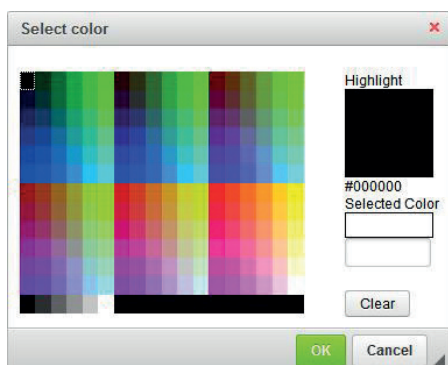 Select color
Highlight
#000000
Selected Color
Clear
OK
Cancel